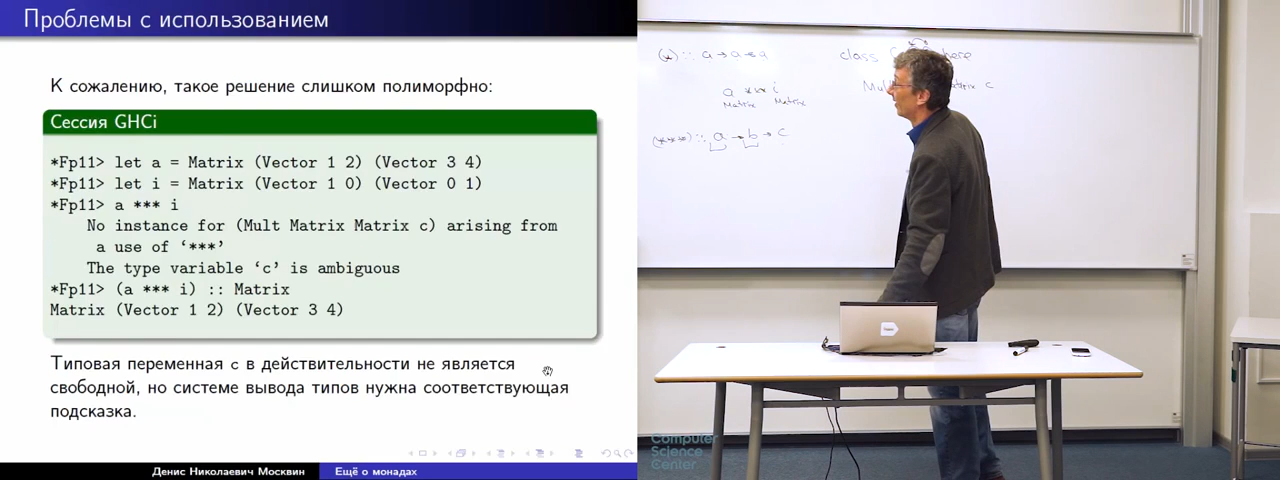 Проблемы с использованием
К сожалению, такое решение слишком полиморфно:
Сессия GHCi
*Fp11> let a = Matrix (Vector 1 2) (Vector 3 4)
*Fp11> let i = Matrix (Vector 1 0) (Vector 0 1)
*Fp11> a *** i
No instance for (Mult Matrix Matrix c) arising from
a use of ‘***’
The type variable ‘c’ is ambiguous
*Fp11> (a *** i) :: Matrix
Matrix (Vector 1 2) (Vector 3 4)
Типовая переменная c в действительности не является
свободной, но системе вывода типов нужна соответствующая
подсказка.
Денис Николаевич Москвин Ещё о монадах
(*) :: a → a → a
a *** i
Matrix Matrix
(***) :: a → b → c
class
Computer
Science
Center